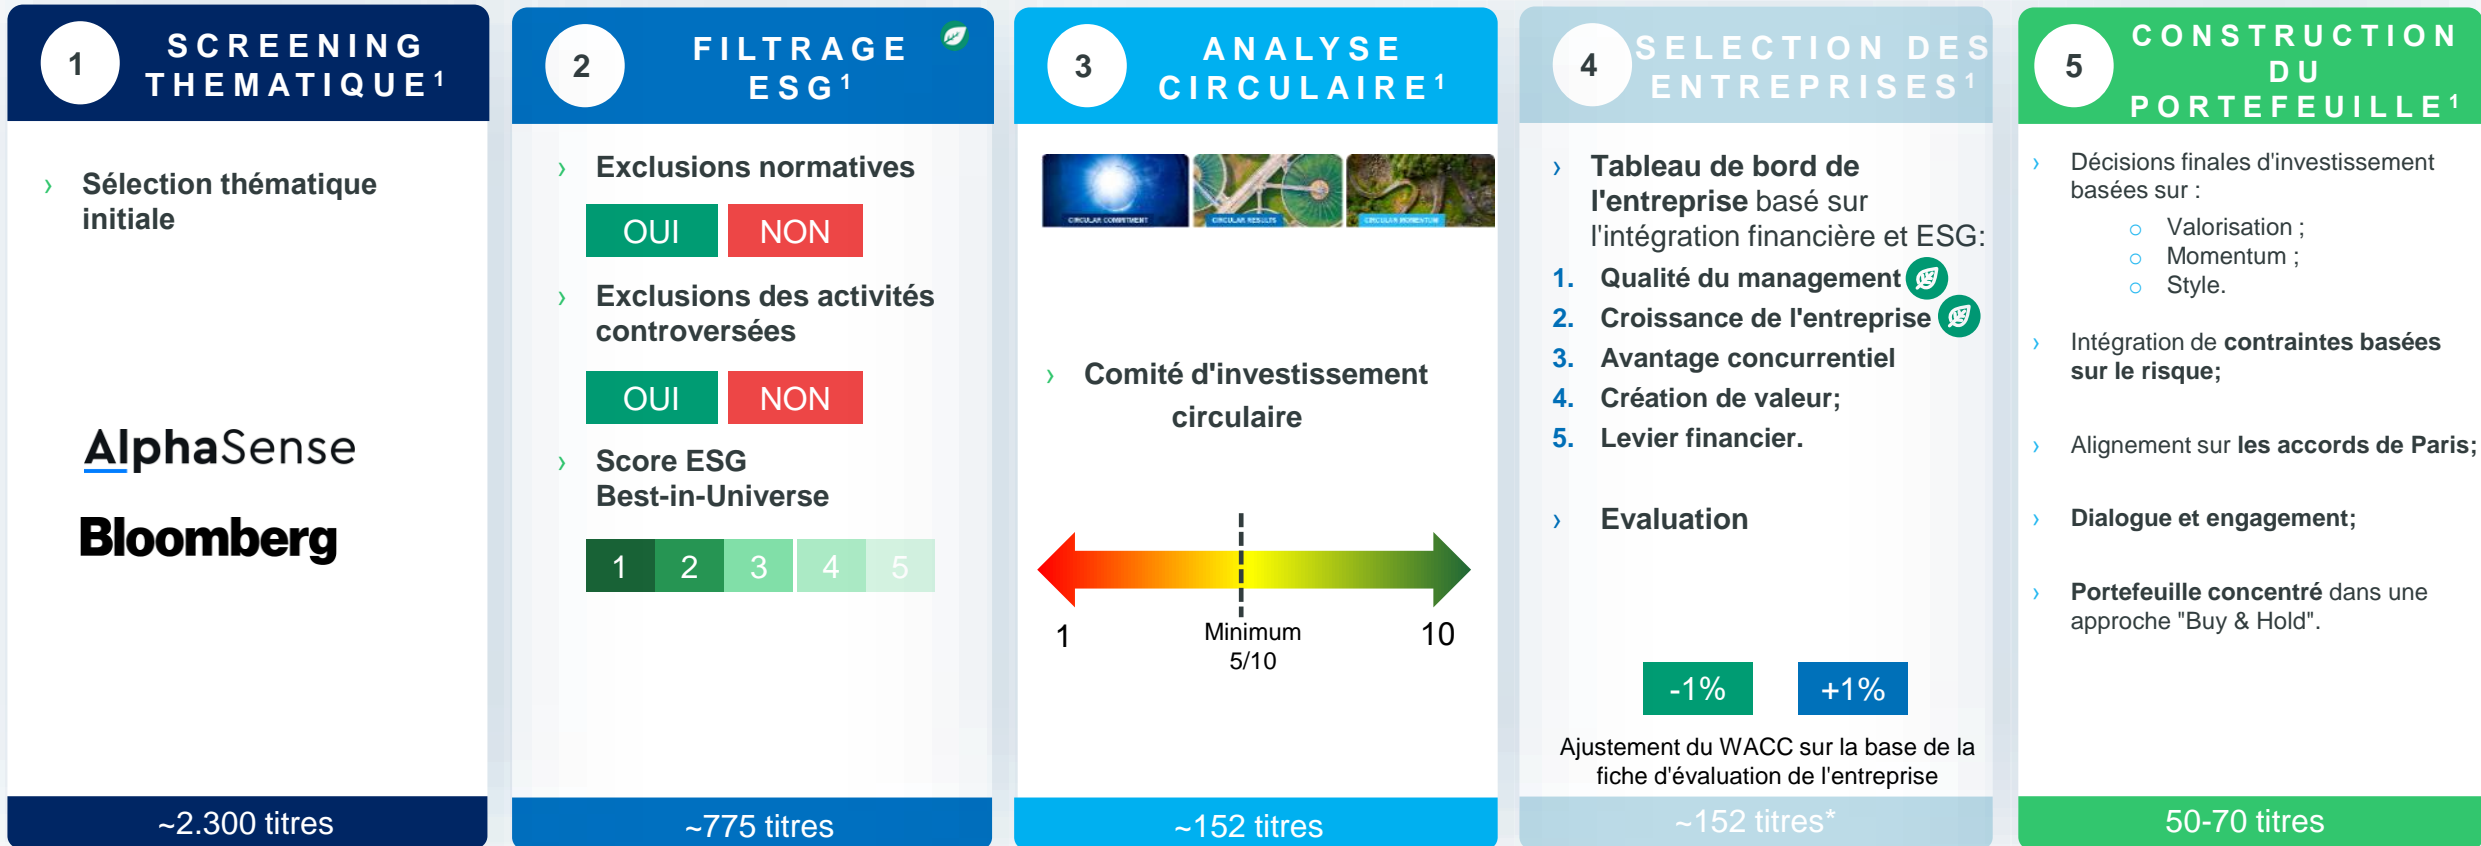 1
SCREENING
THEMATIQUE¹
› Sélection thématique
initiale
AlphaSense
Bloomberg
~2.300 titres
2
FILTRAGE
ESG¹
› Exclusions normatives
OUI NON
› Exclusions des activités
controversées
OUI NON
› Score ESG
Best-in-Universe
1 2 3 4 5
~775 titres
3
ANALYSE
CIRCULAIRE¹
CIRCULAR COMMITMENT CIRCULAR RESULTS CIRCULAR MOMENTUM
› Comité d'investissement
circulaire
1 Minimum 10
5/10
~152 titres
4
SELECTION DES
ENTREPRISES¹
› Tableau de bord de
l'entreprise basé sur
l'intégration financière et ESG:
1. Qualité du management
2. Croissance de l'entreprise
3. Avantage concurrentiel
4. Création de valeur;
5. Levier financier.
› Evaluation
-1% +1%
Ajustement du WACC sur la base de la
fiche d'évaluation de l'entreprise
~152 titres*
5
CONSTRUCTION
DU
PORTEFEUILLE¹
› Décisions finales d'investissement
basées sur :
o Valorisation ;
o Momentum ;
o Style.
› Intégration de contraintes basées
sur le risque;
› Alignement sur les accords de Paris;
› Dialogue et engagement;
› Portefeuille concentré dans une
approche "Buy & Hold".
50-70 titres